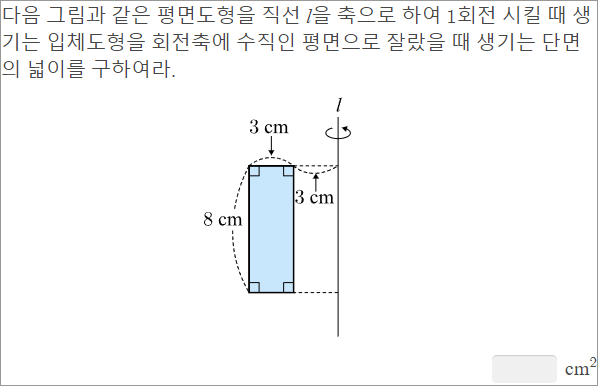 다음 그림과 같은 평면도형을 직선 l을 축으로 하여 1회전 시킬 때 생
기는 입체도형을 회전축에 수직인 평면으로 잘랐을 때 생기는 단면
의 넓이를 구하여라.
l
3 cm
3 cm
8 cm
cm²